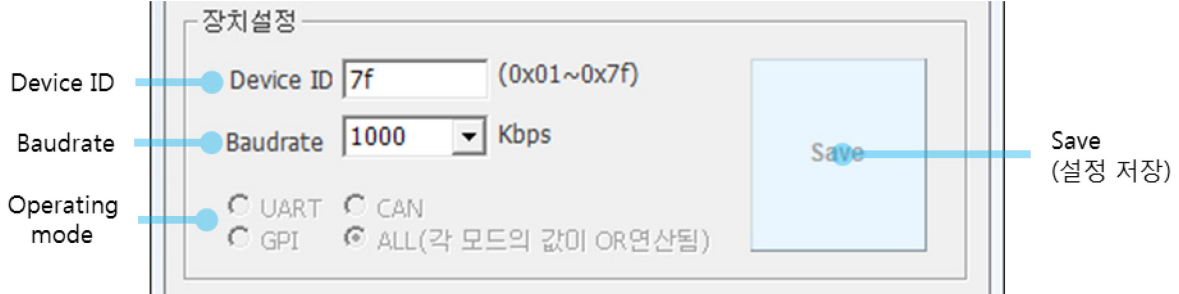 장치설정
Device ID
Device ID 7f (0x01~0x7f)
Baudrate
Baudrate 1000 Kbps
Save
Save
(설정 저장)
Operating
mode
UART CAN
GPI ALL(각 모드의 값이 OR연산됨)